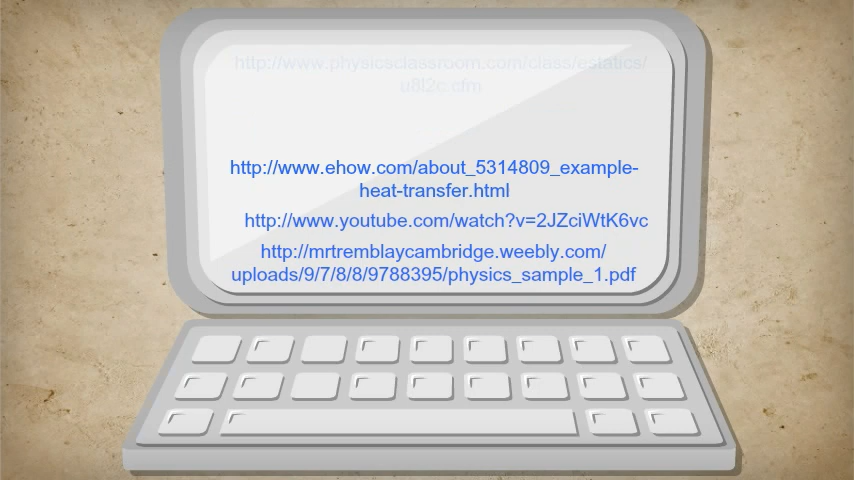 http://www.physicsclassroom.com/class/estatics/
u8l2c.cfm
http://www.ehow.com/about_5314809_example-
heat-transfer.html
http://www.youtube.com/watch?v=2JZciWtK6vc
http://mrtremblaycambridge.weebly.com/
uploads/9/7/8/8/9788395/physics_sample_1.pdf